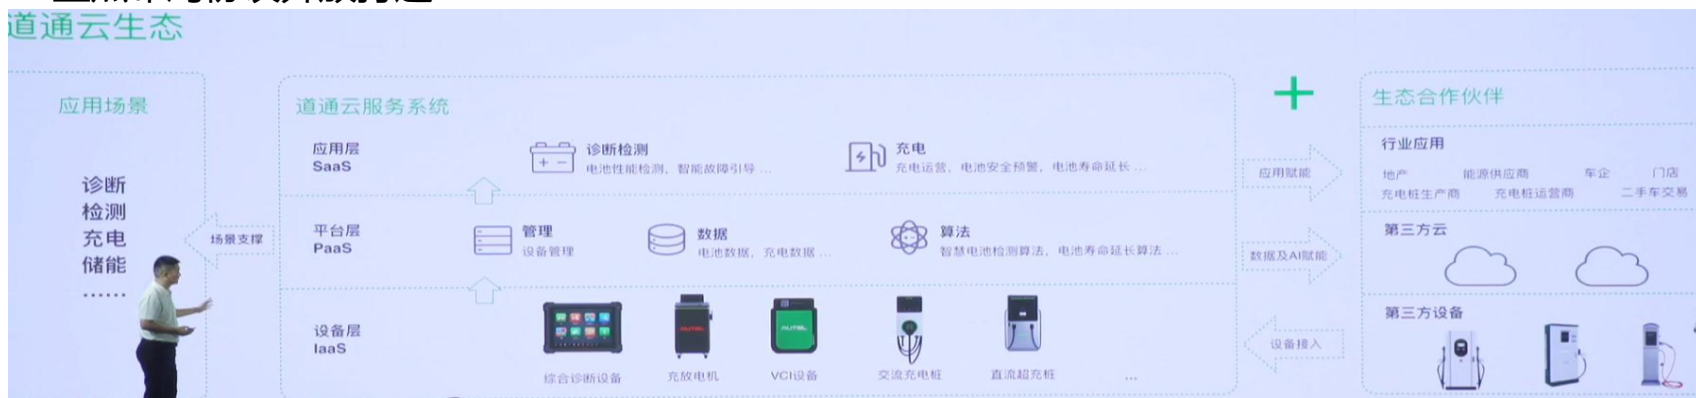 道通云生态
应用场景
诊断
检测
充电
储能
......
场景支撑
道通云服务系统
应用层
SaaS
诊断检测
电池性能检测，智能故障引导 ...
充电
充电运营，电池安全预警，电池寿命延长 ...
平台层
PaaS
管理
设备管理
数据
电池数据，充电数据 ...
算法
智慧电池检测算法，电池寿命延长算法 ...
设备层
IaaS
AUTEL
AUTEL
综合诊断设备
充放电机
VCI设备
交流充电桩
直流超充桩
...
应用赋能
数据及AI赋能
设备接入
+
生态合作伙伴
行业应用
地产 能源供应商 车企 门店
充电桩生产商 充电桩运营商 二手车交易
第三方云
第三方设备